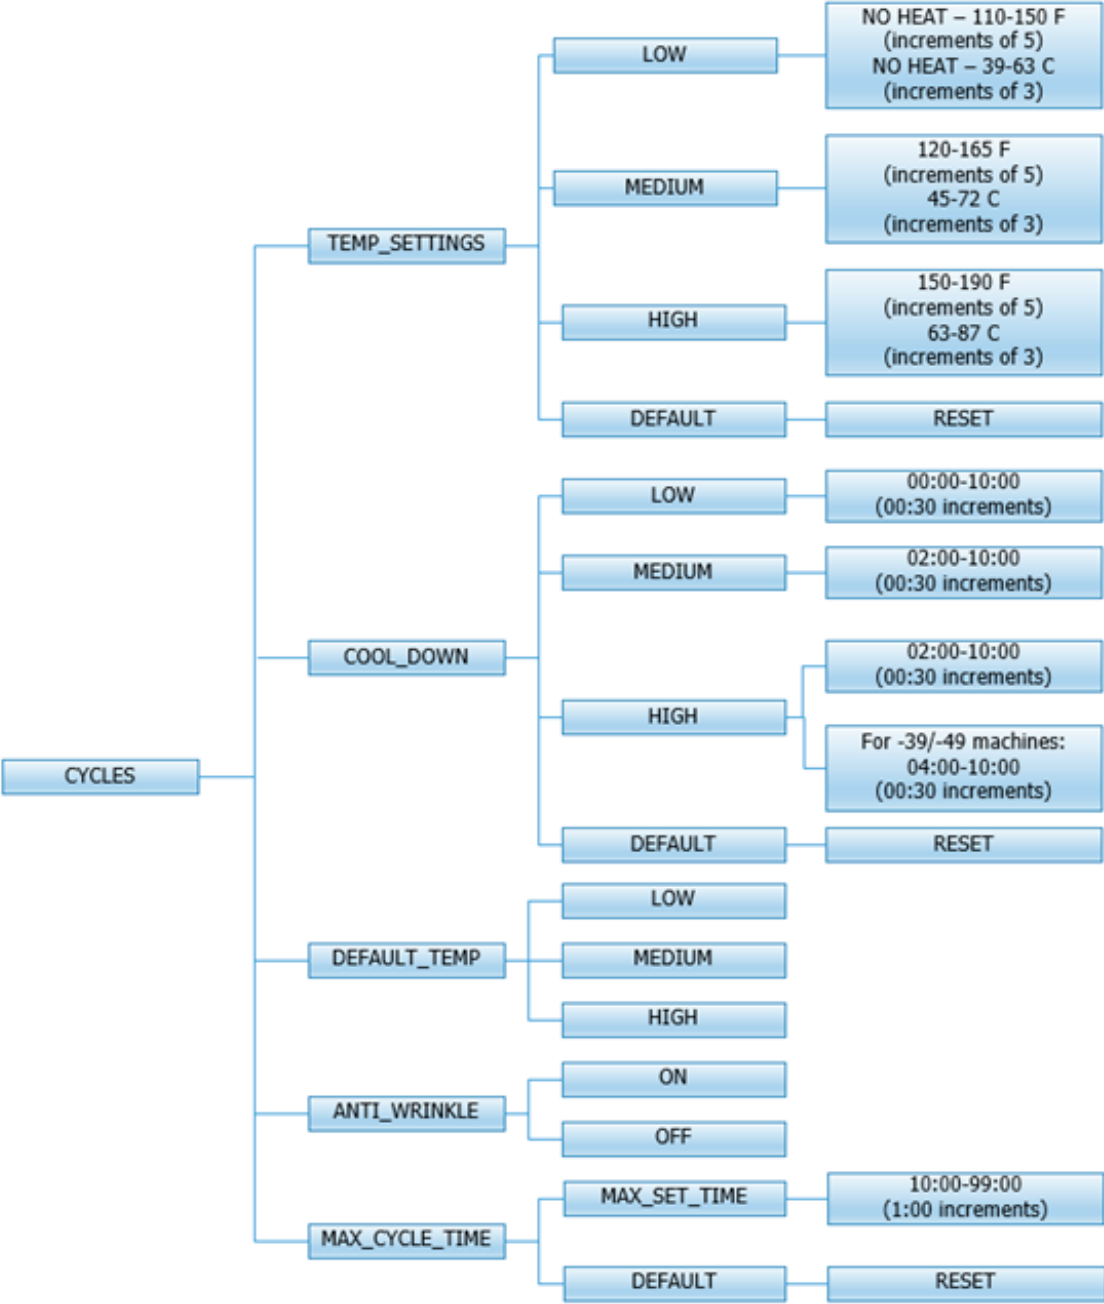 CYCLES
TEMP_SETTINGS
LOW
NO HEAT – 110-150 F
(increments of 5)
NO HEAT – 39-63 C
(increments of 3)
MEDIUM
120-165 F
(increments of 5)
45-72 C
(increments of 3)
HIGH
150-190 F
(increments of 5)
63-87 C
(increments of 3)
DEFAULT
RESET
COOL_DOWN
LOW
00:00-10:00
(00:30 increments)
MEDIUM
02:00-10:00
(00:30 increments)
HIGH
02:00-10:00
(00:30 increments)
For -39/-49 machines:
04:00-10:00
(00:30 increments)
DEFAULT
RESET
DEFAULT_TEMP
LOW
MEDIUM
HIGH
ANTI_WRINKLE
ON
OFF
MAX_CYCLE_TIME
MAX_SET_TIME
10:00-99:00
(1:00 increments)
DEFAULT
RESET